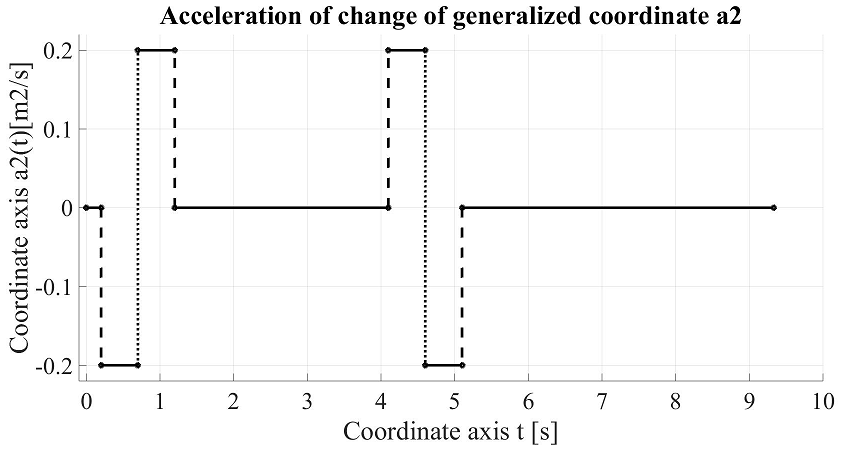 Acceleration of change of generalized coordinate a2
Coordinate axis a2(t)[m2/s]
0.2
0.1
0
-0.1
-0.2
0 1 2 3 4 5 6 7 8 9 10
Coordinate axis t [s]